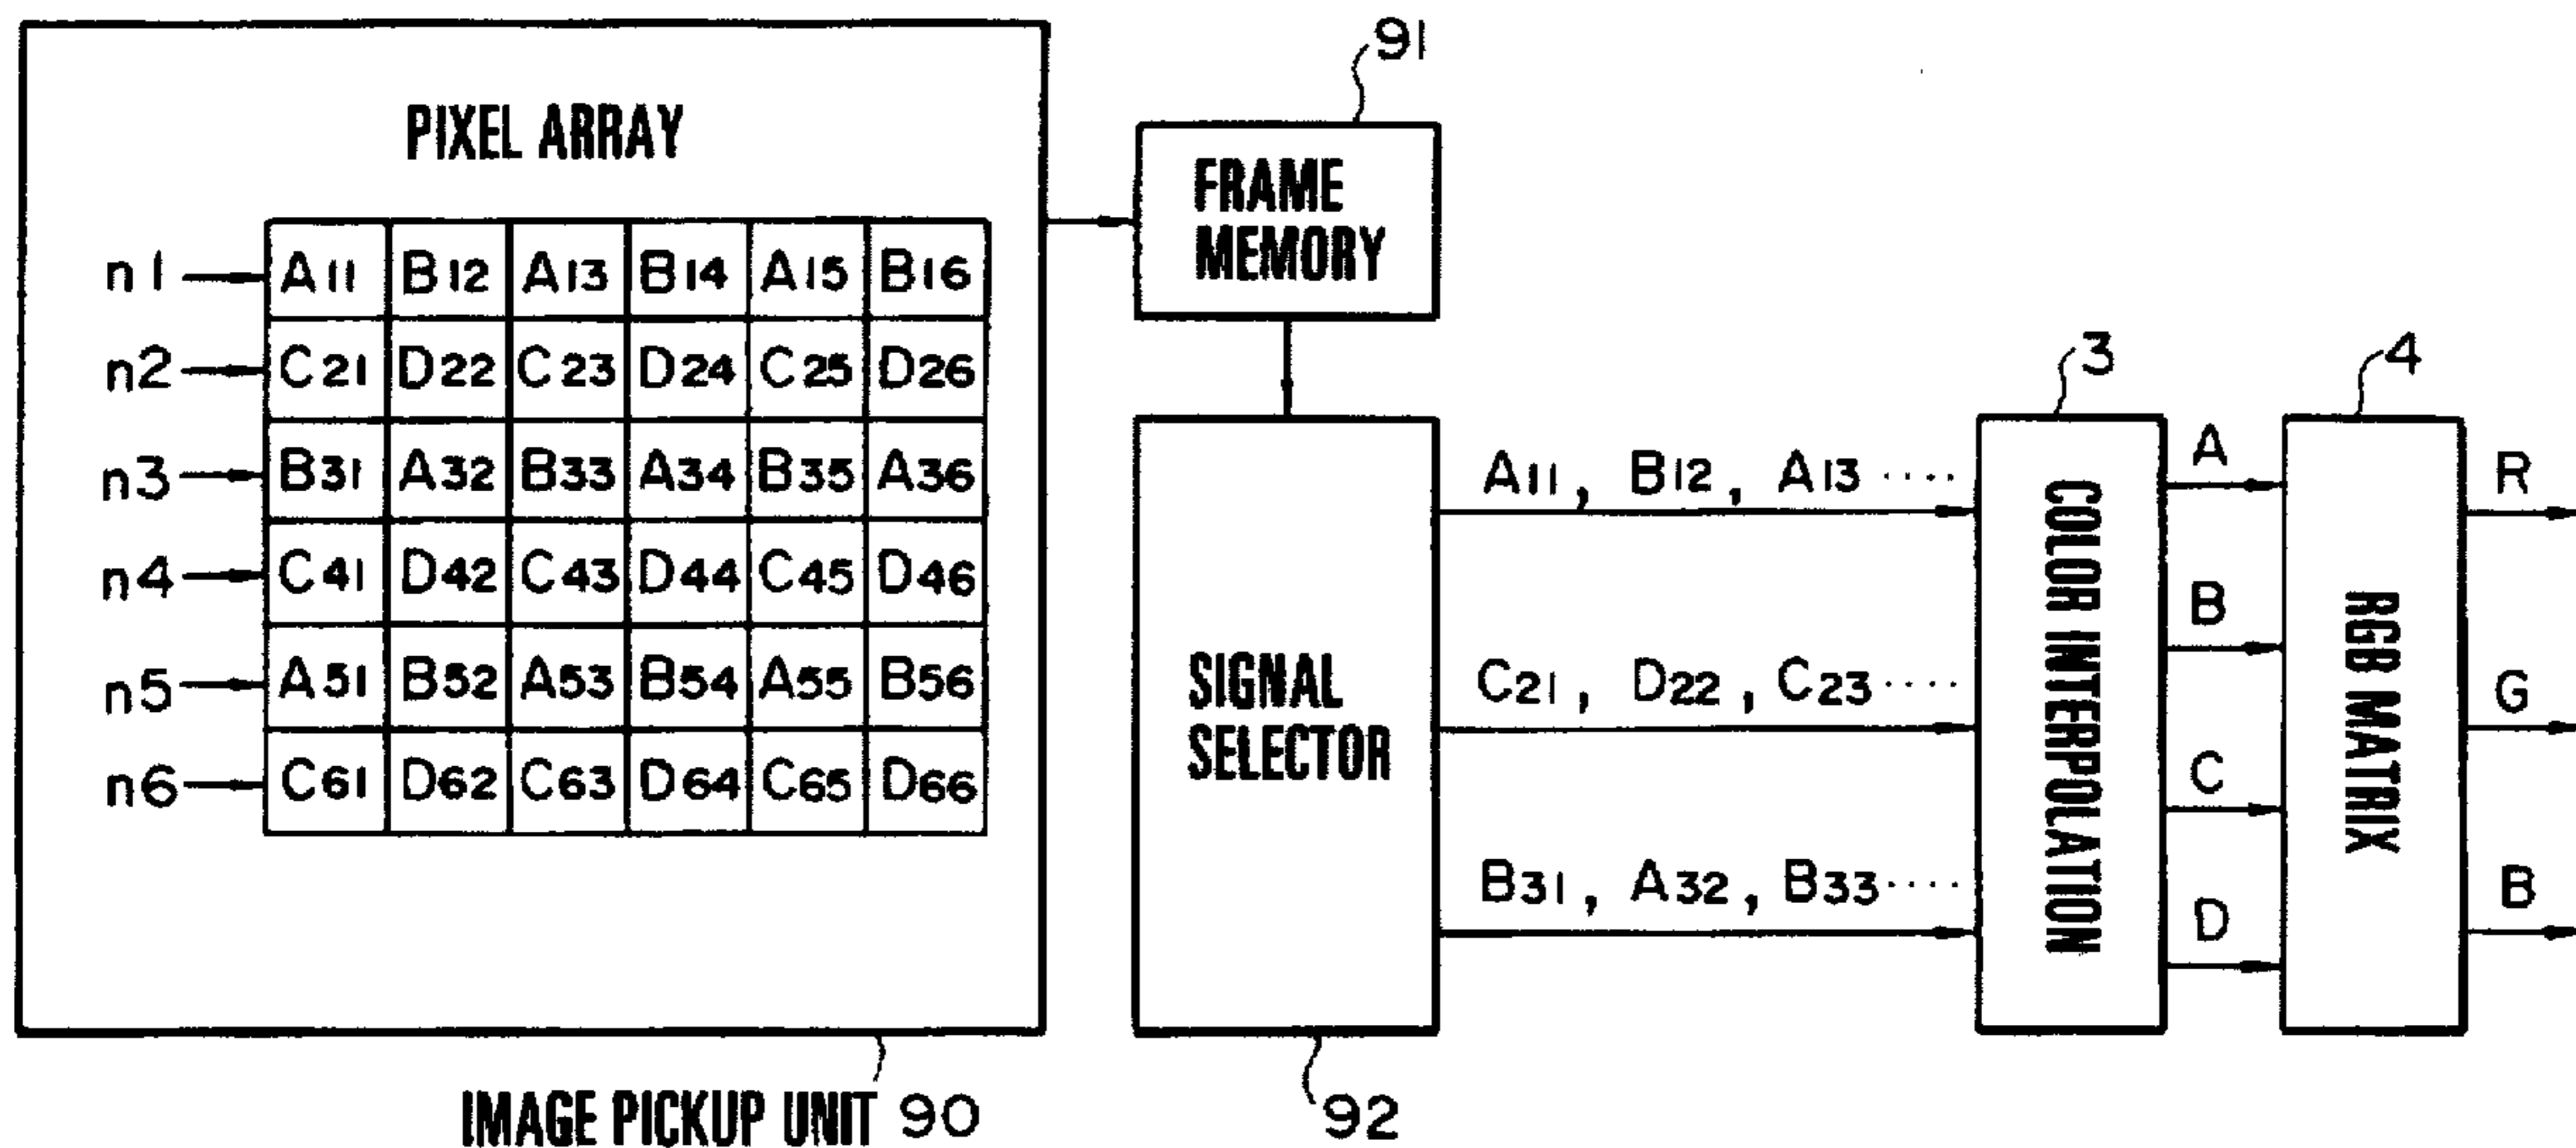 91
PIXEL ARRAY
FRAME
MEMORY
n1 A11 B12 A13 B14 A15 B16
n2 C21 D22 C23 D24 C25 D26
n3 B31 A32 B33 A34 B35 A36
n4 C41 D42 C43 D44 C45 D46
n5 A51 B52 A53 B54 A55 B56
n6 C61 D62 C63 D64 C65 D66
IMAGE PICKUP UNIT 90
SIGNAL
SELECTOR
92
A11, B12, A13 ····
C21, D22, C23 ····
B31, A32, B33 ····
3
COLOR INTERPOLATION
A
B
C
D
4
RGB MATRIX
R
G
B